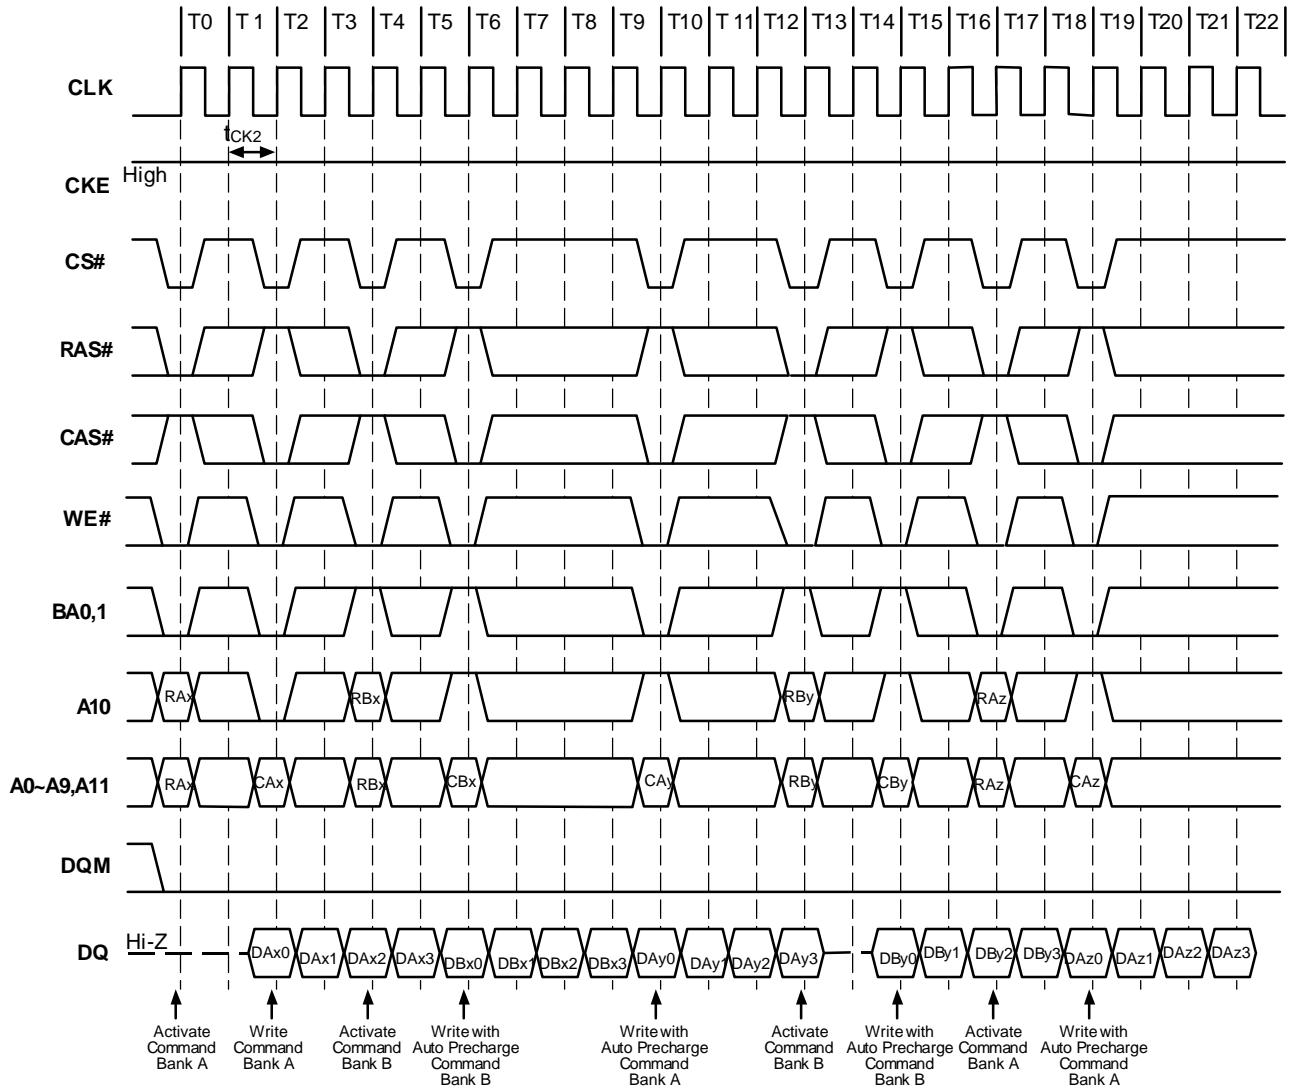 T0 T 1 T2 T3 T4 T5 T6 T7 T8 T9 T10 T 11 T12 T13 T14 T15 T16 T17 T18 T19 T20 T21 T22
CLK
tCK2
High
CKE
CS#
RAS#
CAS#
WE#
BA0,1
A10 RAx RBx RBy RAz
A0~A9,A11 RAx CAx RBx CBx CAy RBy CBy RAz CAz
DQM
DQ Hi-Z DAx0 DAx1 DAx2 DAx3 DBx0 DBx1 DBx2 DBx3 DAy0 DAy1 DAy2 DAy3 DBy0 DBy1 DBy2 DBy3 DAz0 DAz1 DAz2 DAz3
Activate
Command
Bank A
Write
Command
Bank A
Activate
Command
Bank B
Write with
Auto Precharge
Command
Bank B
Write with
Auto Precharge
Command
Bank A
Activate
Command
Bank B
Write with
Auto Precharge
Command
Bank B
Activate
Command
Bank A
Write with
Auto Precharge
Command
Bank A